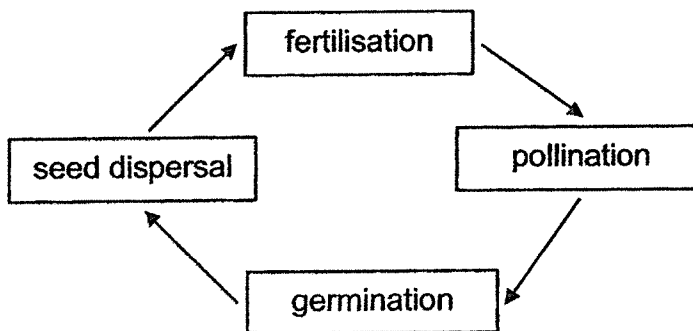 fertilisation
seed dispersal
pollination
germination